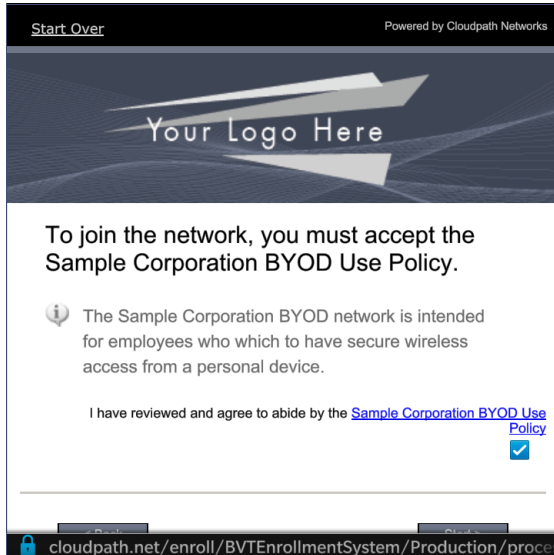 Start Over
Powered by Cloudpath Networks
Your Logo Here
To join the network, you must accept the
Sample Corporation BYOD Use Policy.
The Sample Corporation BYOD network is intended
for employees who which to have secure wireless
access from a personal device.
I have reviewed and agree to abide by the Sample Corporation BYOD Use
Policy
< Back
Start >
cloudpath.net/enroll/BVTEnrollmentSystem/Production/proce